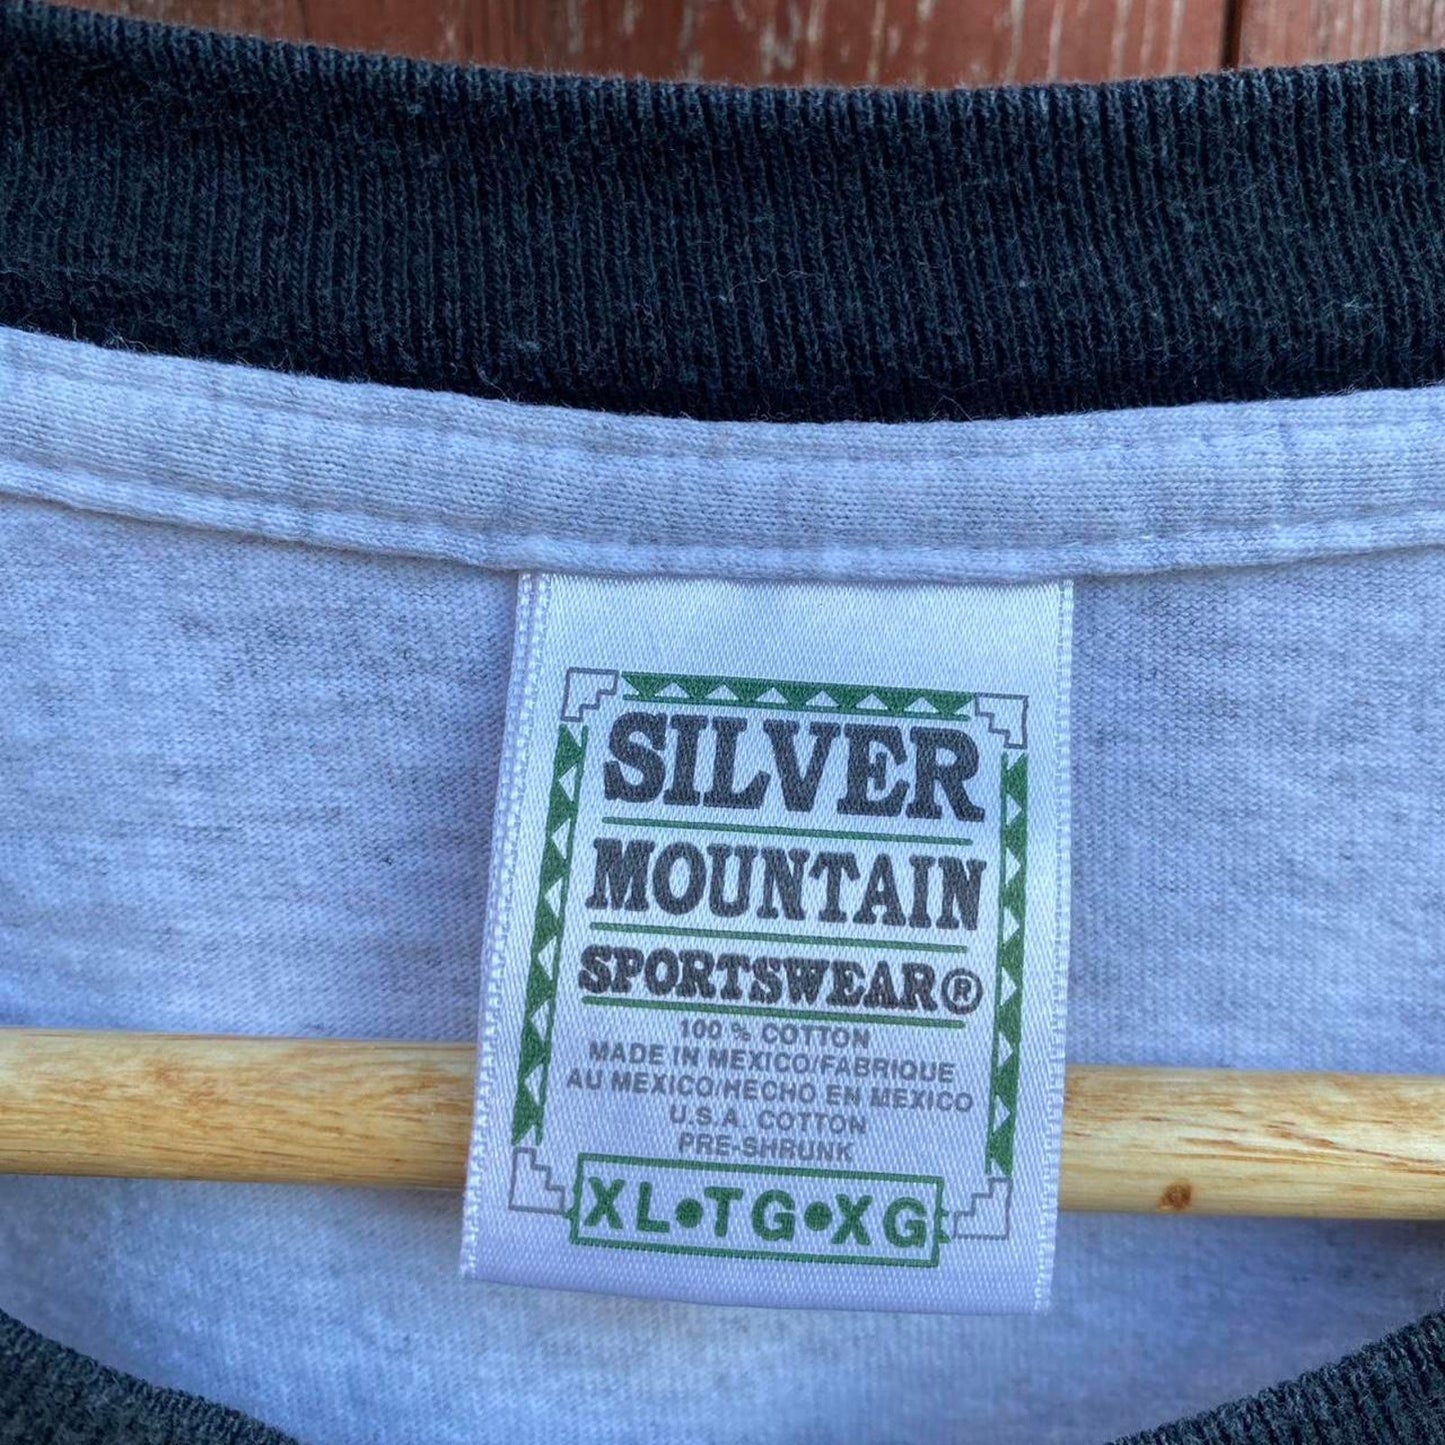 SILVER
MOUNTAIN
SPORTSWEAR®
100 % COTTON
MADE IN MEXICO/FABRIQUE
AU MEXICO/HECHO EN MEXICO
U.S.A. COTTON
PRE-SHRUNK
XL•TG•XG